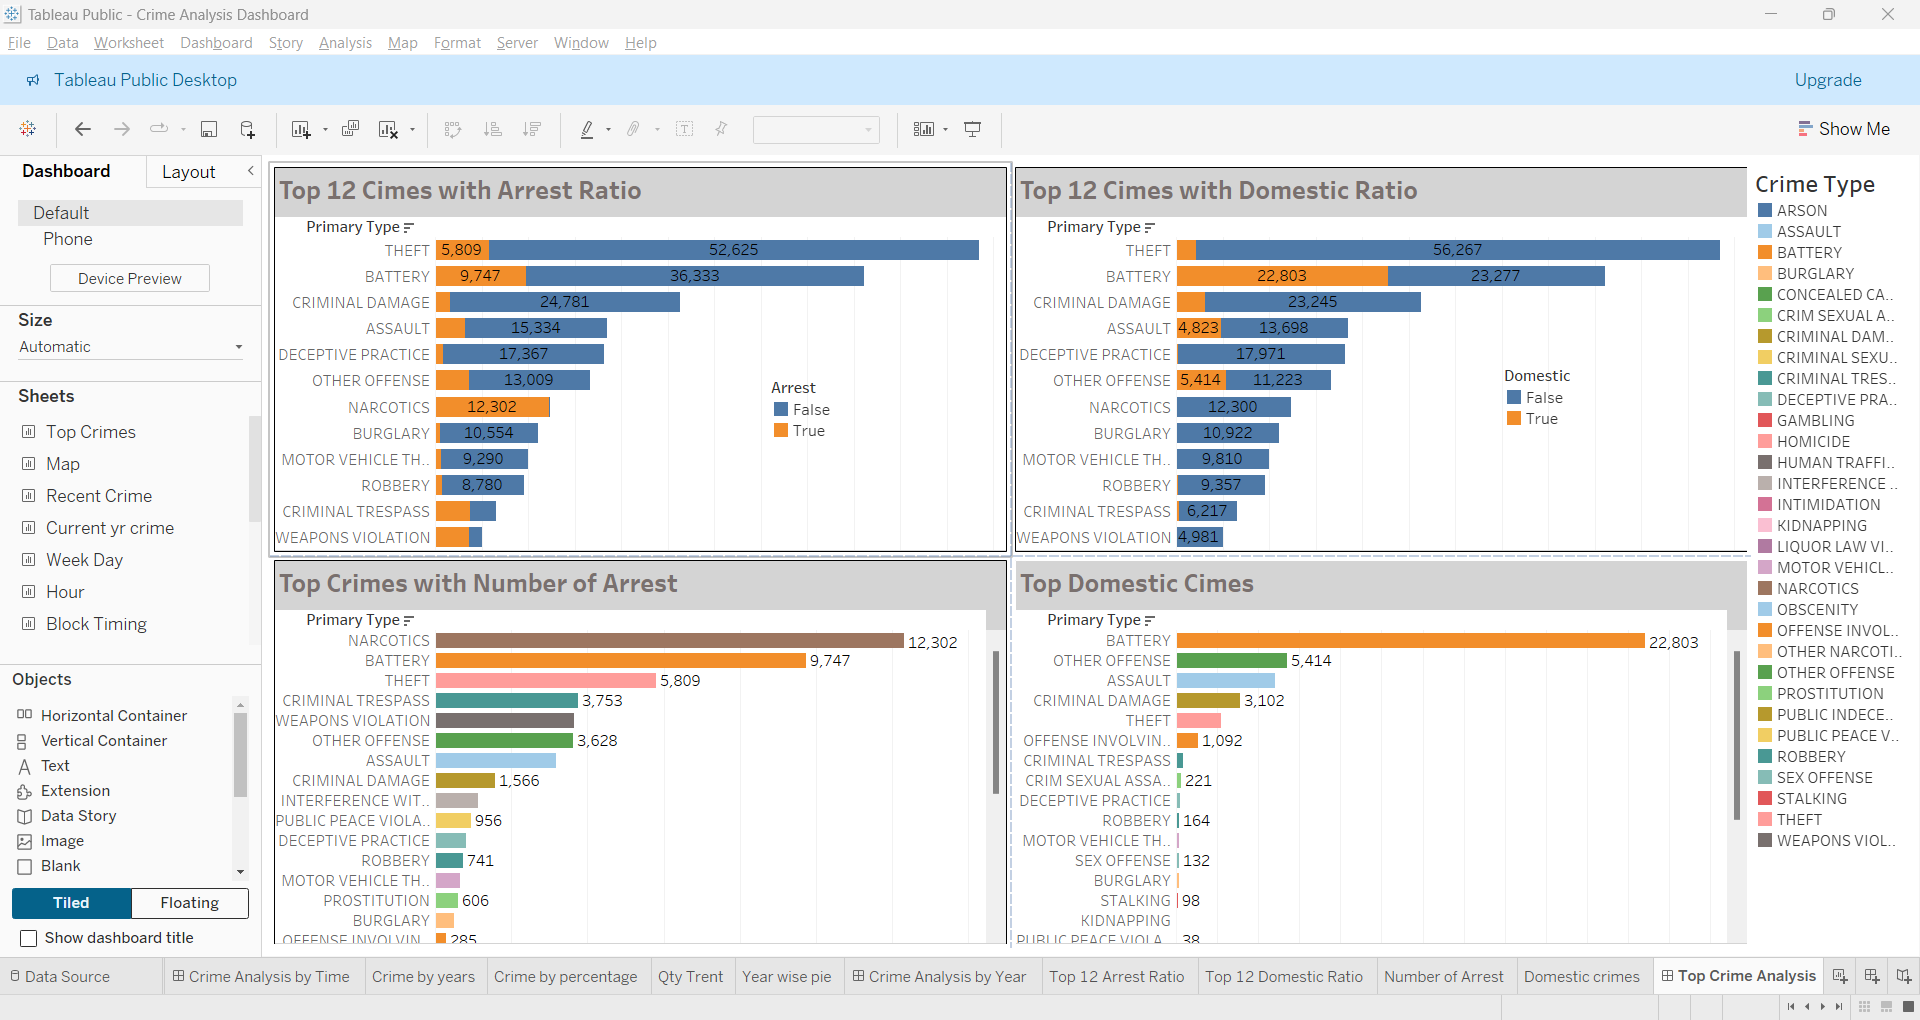 Tableau Public - Crime Analysis Dashboard
File Data Worksheet Dashboard Story Analysis Map Format Server Window Help
Tableau Public Desktop
Upgrade
Show Me
Dashboard Layout
Default
Phone
Device Preview
Size
Automatic
Sheets
Top Crimes
Map
Recent Crime
Current yr crime
Week Day
Hour
Block Timing
Objects
Horizontal Container
Vertical Container
Text
Extension
Data Story
Image
Blank
Tiled Floating
Show dashboard title
Top 12 Cimes with Arrest Ratio
Primary Type
THEFT 5,809 52,625
BATTERY 9,747 36,333
CRIMINAL DAMAGE 24,781
ASSAULT 15,334
DECEPTIVE PRACTICE 17,367
OTHER OFFENSE 13,009
NARCOTICS 12,302
BURGLARY 10,554
MOTOR VEHICLE TH.. 9,290
ROBBERY 8,780
CRIMINAL TRESPASS
WEAPONS VIOLATION
Arrest
False
True
Top 12 Cimes with Domestic Ratio
Primary Type
THEFT 56,267
BATTERY 22,803 23,277
CRIMINAL DAMAGE 23,245
ASSAULT 4,823 13,698
DECEPTIVE PRACTICE 17,971
OTHER OFFENSE 5,414 11,223
NARCOTICS 12,300
BURGLARY 10,922
MOTOR VEHICLE TH.. 9,810
ROBBERY 9,357
CRIMINAL TRESPASS 6,217
WEAPONS VIOLATION 4,981
Domestic
False
True
Top Crimes with Number of Arrest
Primary Type
NARCOTICS 12,302
BATTERY 9,747
THEFT 5,809
CRIMINAL TRESPASS 3,753
WEAPONS VIOLATION
OTHER OFFENSE 3,628
ASSAULT
CRIMINAL DAMAGE 1,566
INTERFERENCE WIT..
PUBLIC PEACE VIOLA.. 956
DECEPTIVE PRACTICE
ROBBERY 741
MOTOR VEHICLE TH..
PROSTITUTION 606
BURGLARY
OFFENSE INVOLVIN.. 285
Top Domestic Cimes
Primary Type
BATTERY 22,803
OTHER OFFENSE 5,414
ASSAULT
CRIMINAL DAMAGE 3,102
THEFT
OFFENSE INVOLVIN.. 1,092
CRIMINAL TRESPASS
CRIM SEXUAL ASSA.. 221
DECEPTIVE PRACTICE
ROBBERY 164
MOTOR VEHICLE TH..
SEX OFFENSE 132
BURGLARY
STALKING 98
KIDNAPPING
PUBLIC PEACE VIOLA.. 38
Crime Type
ARSON
ASSAULT
BATTERY
BURGLARY
CONCEALED CA..
CRIM SEXUAL A..
CRIMINAL DAM..
CRIMINAL SEXU..
CRIMINAL TRES..
DECEPTIVE PRA..
GAMBLING
HOMICIDE
HUMAN TRAFFI..
INTERFERENCE ..
INTIMIDATION
KIDNAPPING
LIQUOR LAW VI..
MOTOR VEHICL..
NARCOTICS
OBSCENITY
OFFENSE INVOL..
OTHER NARCOTI..
OTHER OFFENSE
PROSTITUTION
PUBLIC INDECE..
PUBLIC PEACE V..
ROBBERY
SEX OFFENSE
STALKING
THEFT
WEAPONS VIOL..
Data Source Crime Analysis by Time Crime by years Crime by percentage Qty Trent Year wise pie Crime Analysis by Year Top 12 Arrest Ratio Top 12 Domestic Ratio Number of Arrest Domestic crimes Top Crime Analysis